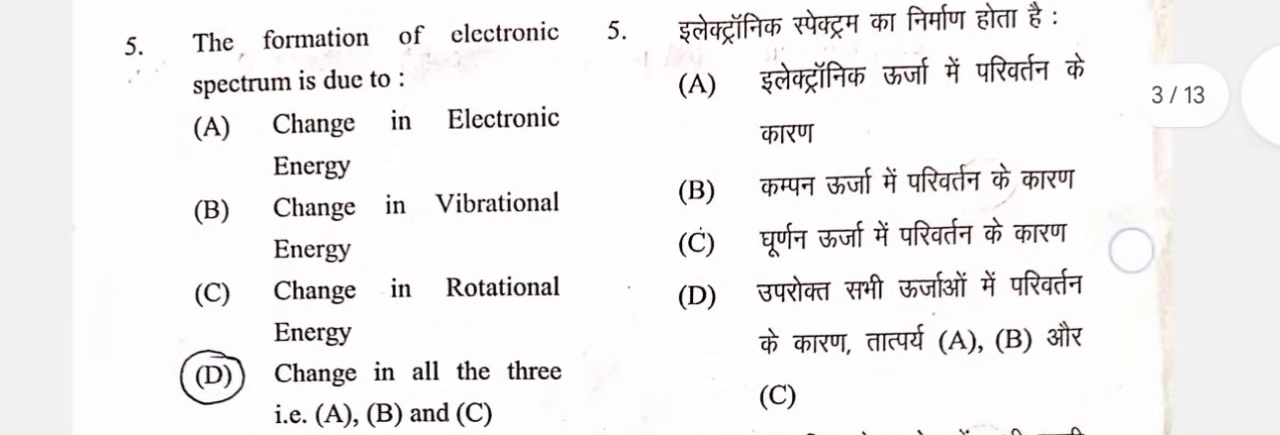 5. The formation of electronic
spectrum is due to :
(A) Change in Electronic
Energy
(B) Change in Vibrational
Energy
(C) Change in Rotational
Energy
(D) Change in all the three
i.e. (A), (B) and (C)
5. इलेक्ट्रॉनिक स्पेक्ट्रम का निर्माण होता है :
(A) इलेक्ट्रॉनिक ऊर्जा में परिवर्तन के
कारण
(B) कम्पन ऊर्जा में परिवर्तन के कारण
(C) घूर्णन ऊर्जा में परिवर्तन के कारण
(D) उपरोक्त सभी ऊर्जाओं में परिवर्तन
के कारण, तात्पर्य (A), (B) और
(C)
3 / 13